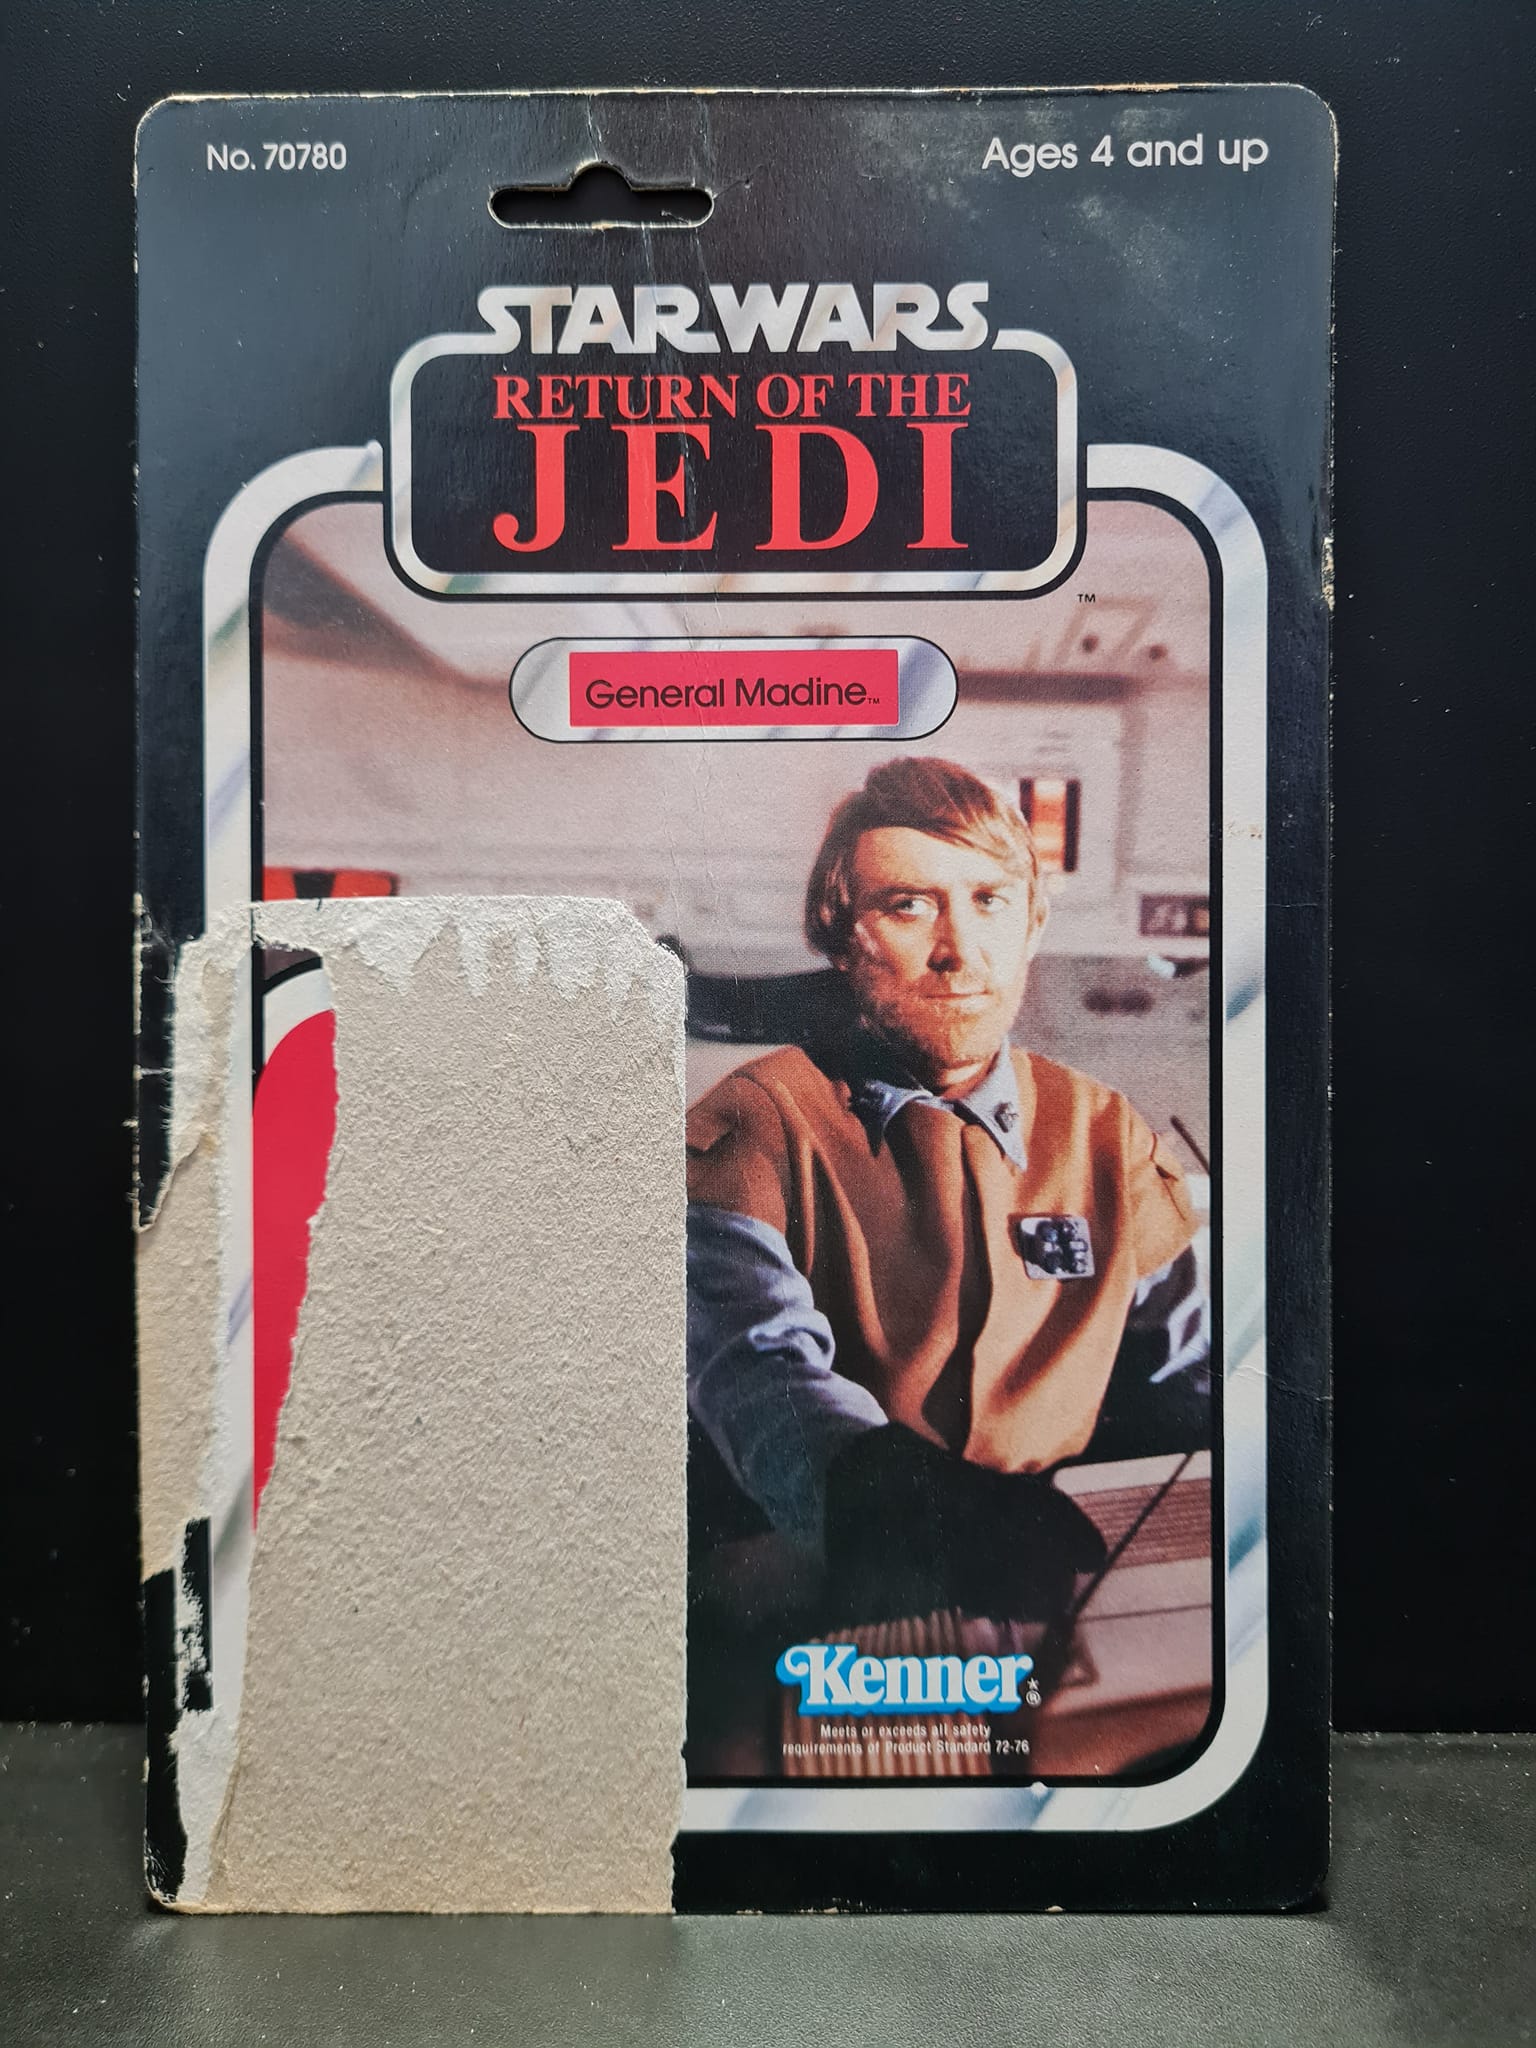 No. 70780
Ages 4 and up
STAR WARS
RETURN OF THE
JEDI
TM
General Madine™
Kenner®
Meets or exceeds all safety
requirements of Product Standard 72-76